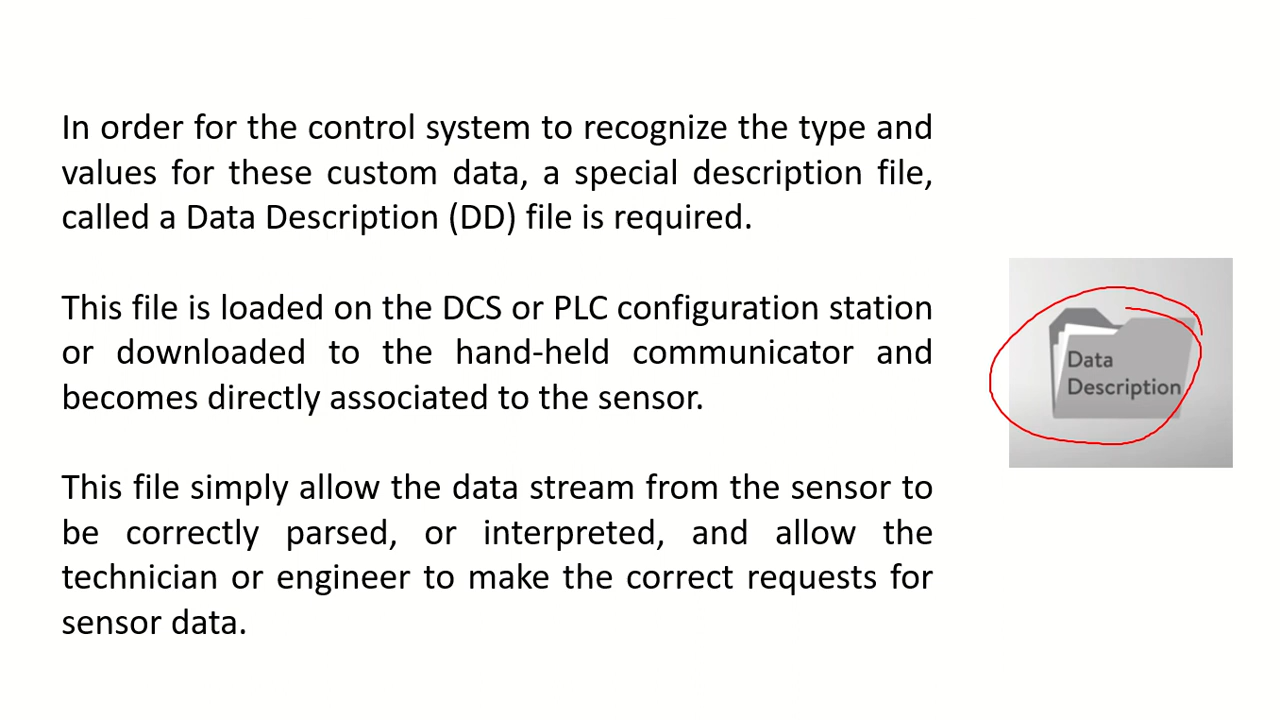 In order for the control system to recognize the type and
values for these custom data, a special description file,
called a Data Description (DD) file is required.
This file is loaded on the DCS or PLC configuration station
or downloaded to the hand-held communicator and
becomes directly associated to the sensor.
Data
Description
This file simply allow the data stream from the sensor to
be correctly parsed, or interpreted, and allow the
technician or engineer to make the correct requests for
sensor data.